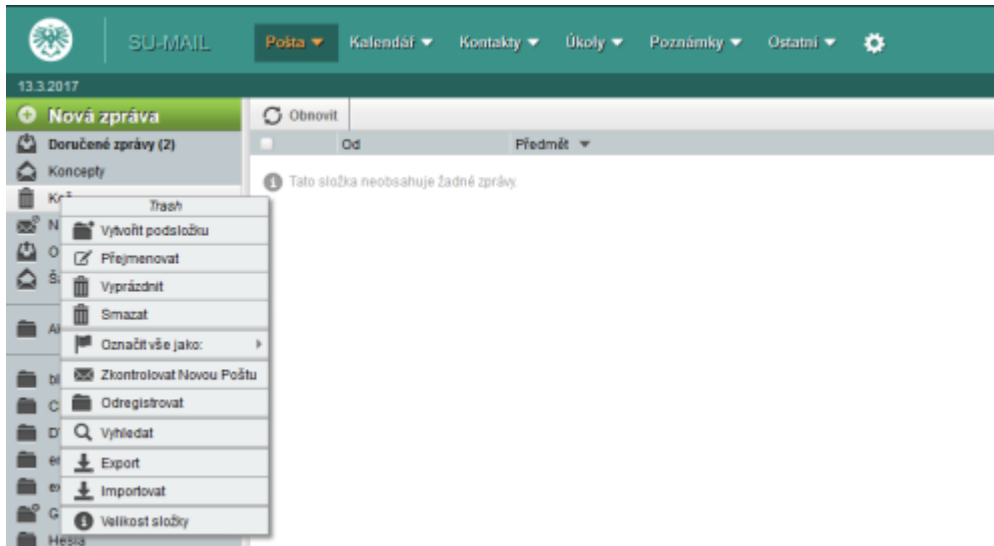 SU-MAIL Pošta Kalendář Kontakty Úkoly Poznámky Ostatní
13.3.2017
Nová zpráva Obnovit
Doručené zprávy (2) Od Předmět
Koncepty
Tato složka neobsahuje žadné zprávy.
Trash
Vytvořit podsložku
Přejmenovat
Vyprázdnit
Smazat
Označit vše jako:
Zkontrolovat Novou Poštu
Odregistrovat
Vyhledat
Export
Importovat
Velikost složky
Hesla